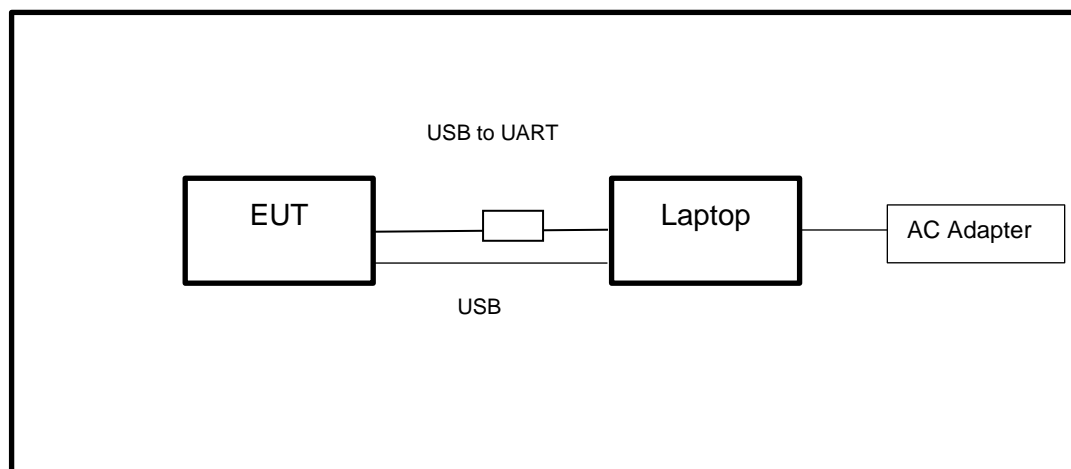 USB to UART
EUT
Laptop
AC Adapter
USB